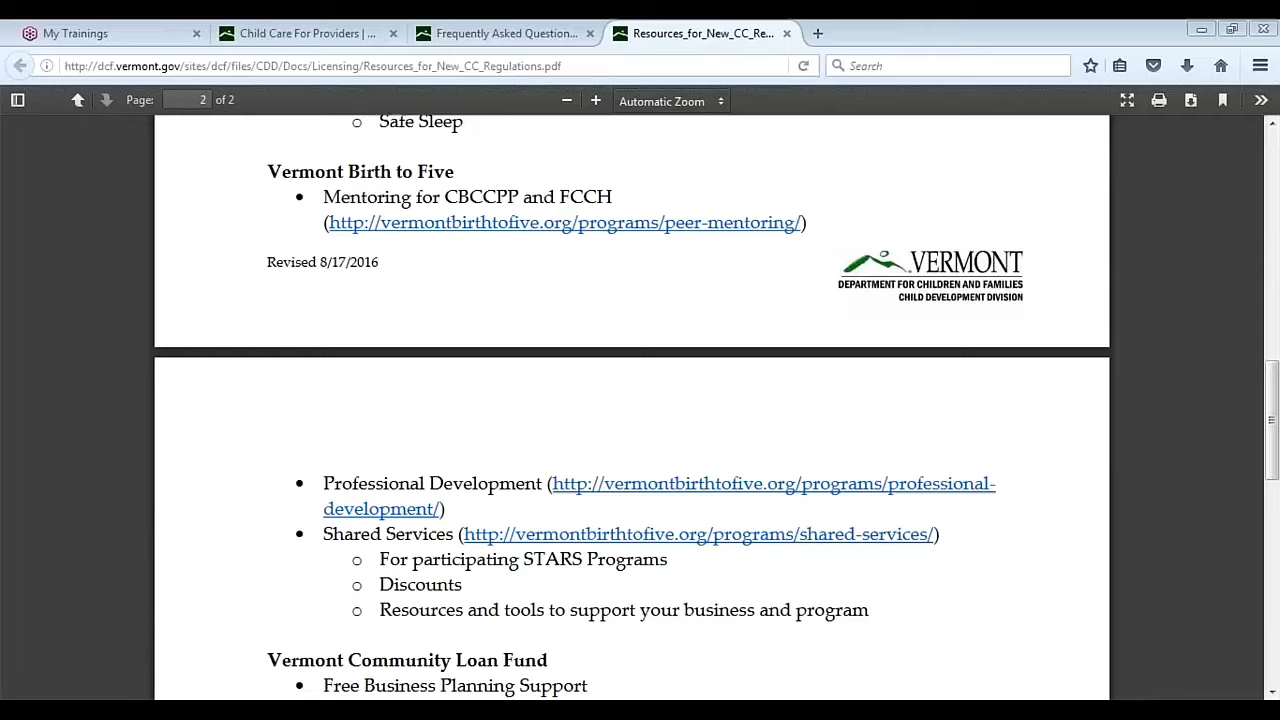 My Trainings
Child Care For Providers | ...
Frequently Asked Question...
Resources_for_New_CC_Re...
http://dcf.vermont.gov/sites/dcf/files/CDD/Docs/Licensing/Resources_for_New_CC_Regulations.pdf
Search
Page: 2 of 2
Automatic Zoom
o Safe Sleep
Vermont Birth to Five
• Mentoring for CBCCPP and FCCH
(http://vermontbirthtofive.org/programs/peer-mentoring/)
Revised 8/17/2016
VERMONT
DEPARTMENT FOR CHILDREN AND FAMILIES
CHILD DEVELOPMENT DIVISION
• Professional Development (http://vermontbirthtofive.org/programs/professional-
development/)
• Shared Services (http://vermontbirthtofive.org/programs/shared-services/)
o For participating STARS Programs
o Discounts
o Resources and tools to support your business and program
Vermont Community Loan Fund
• Free Business Planning Support